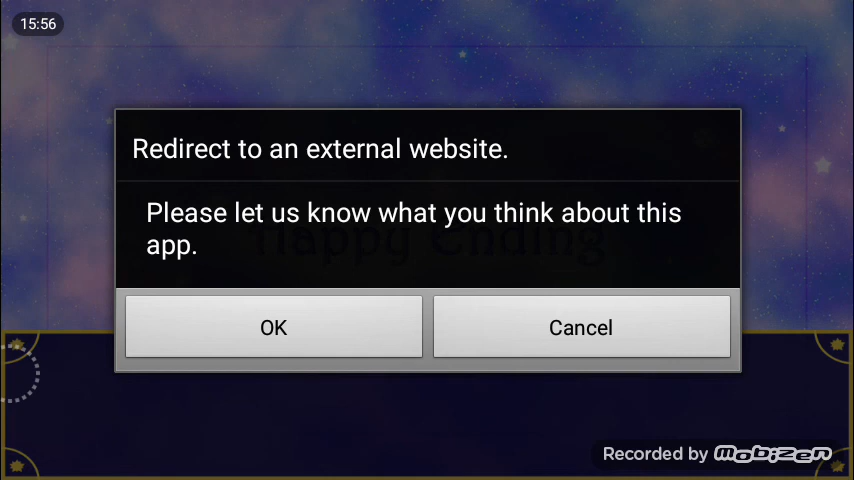 15:56
Redirect to an external website.
Please let us know what you think about this
app.
Happy Ending
OK
Cancel
Recorded by Mobizen